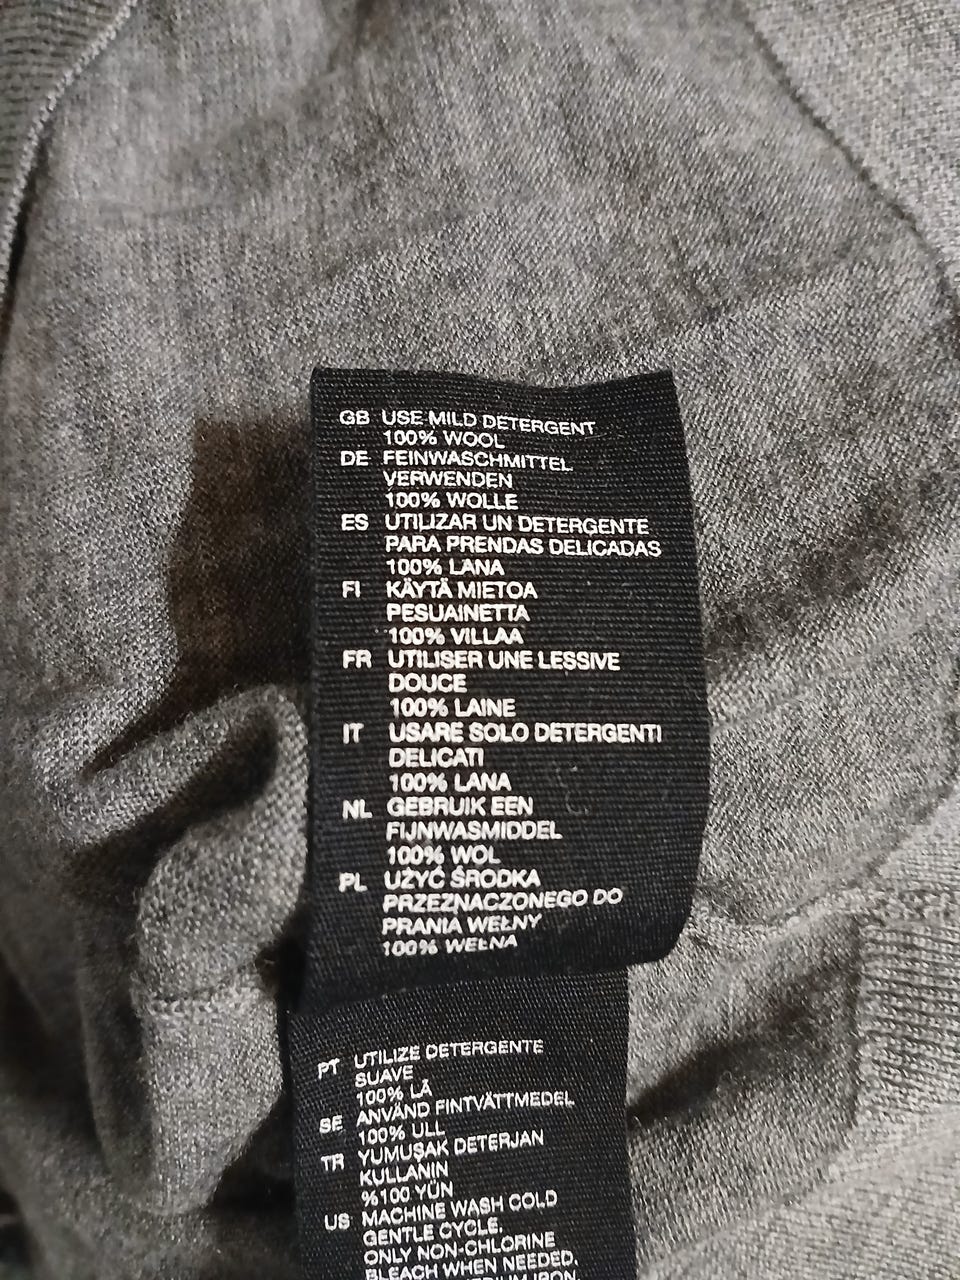 GB USE MILD DETERGENT
100% WOOL
DE FEINWASCHMITTEL
VERWENDEN
100% WOLLE
ES UTILIZAR UN DETERGENTE
PARA PRENDAS DELICADAS
100% LANA
FI KÄYTÄ MIETOA
PESUAINETTA
100% VILLAA
FR UTILISER UNE LESSIVE
DOUCE
100% LAINE
IT USARE SOLO DETERGENTI
DELICATI
100% LANA
NL GEBRUIK EEN
FIJNWASMIDDEL
100% WOL
PL UŻYĆ ŚRODKA
PRZEZNACZONEGO DO
PRANIA WEŁNY
100% WEŁNA
PT UTILIZE DETERGENTE
SUAVE
100% LÃ
SE ANVÄND FINTVÄTTMEDEL
100% ULL
TR YUMUŞAK DETERJAN
KULLANIN
%100 YÜN
US MACHINE WASH COLD
GENTLE CYCLE.
ONLY NON-CHLORINE
BLEACH WHEN NEEDED.
IRON.